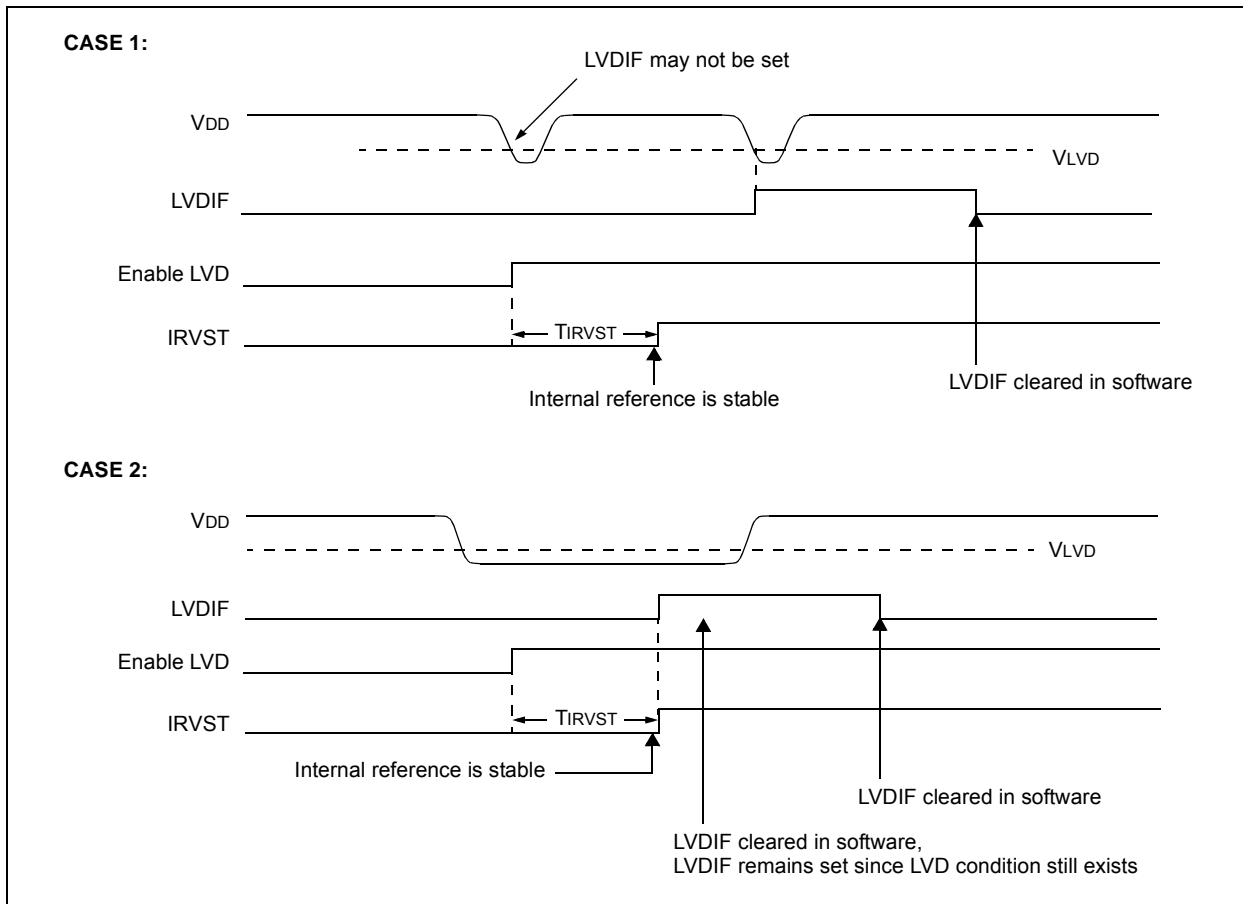 CASE 1:
LVDIF may not be set
VDD
VLVD
LVDIF
Enable LVD
TIRVST
IRVST
Internal reference is stable
LVDIF cleared in software
CASE 2:
VDD
VLVD
LVDIF
Enable LVD
TIRVST
IRVST
Internal reference is stable
LVDIF cleared in software
LVDIF cleared in software,
LVDIF remains set since LVD condition still exists